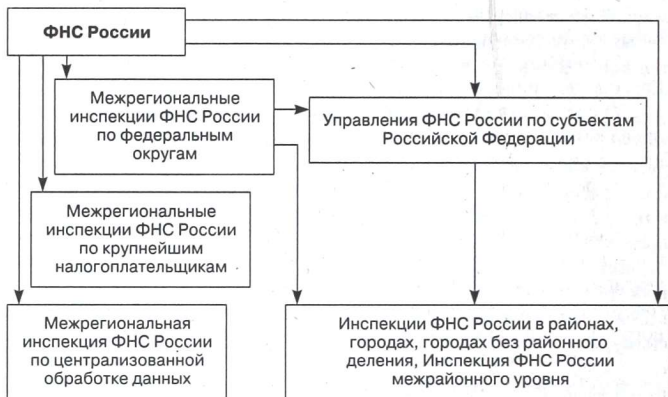 ФНС России
Межрегиональные
инспекции ФНС России
по федеральным
округам
Управления ФНС России по субъектам
Российской Федерации
Межрегиональные
инспекции ФНС России
по крупнейшим
налогоплательщикам
Межрегиональная
инспекция ФНС России
по централизованной
обработке данных
Инспекции ФНС России в районах,
городах, городах без районного
деления, Инспекция ФНС России
межрайонного уровня